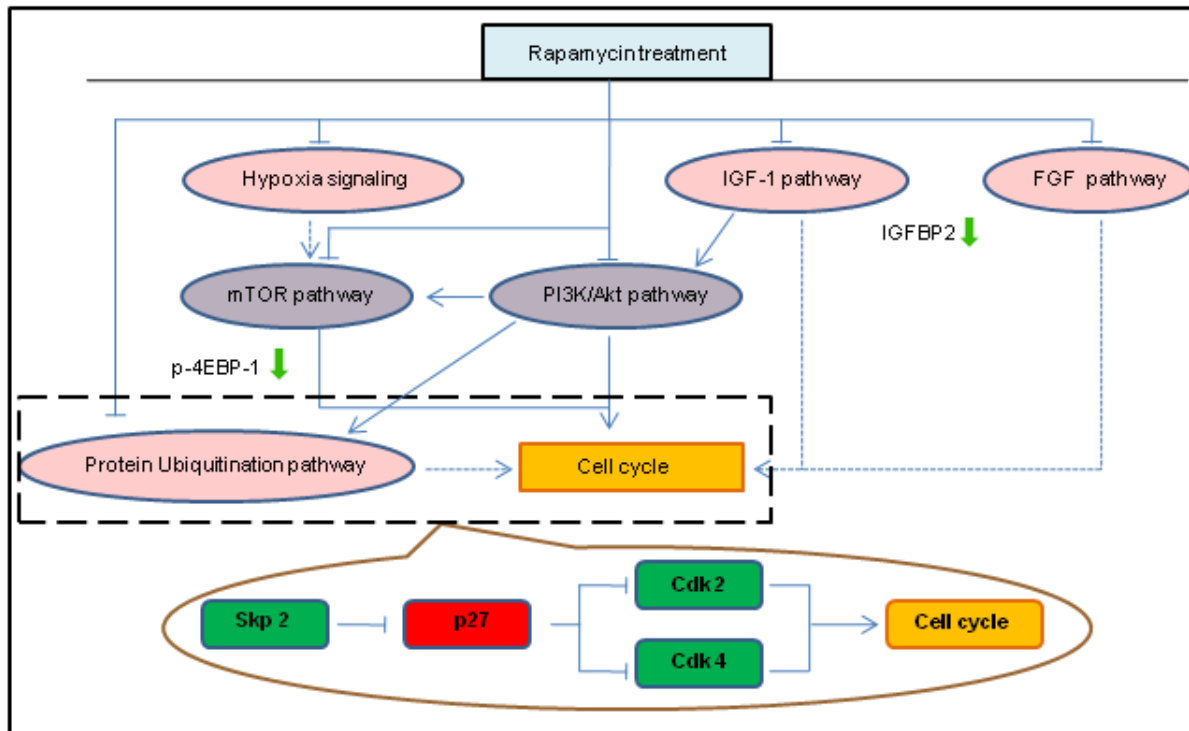 Rapamycin treatment
Hypoxia signaling
IGF-1 pathway
FGF pathway
IGFBP2
mTOR pathway
PI3K/Akt pathway
p-4EBP-1
Protein Ubiquitination pathway
Cell cycle
Skp 2
p27
Cdk 2
Cdk 4
Cell cycle